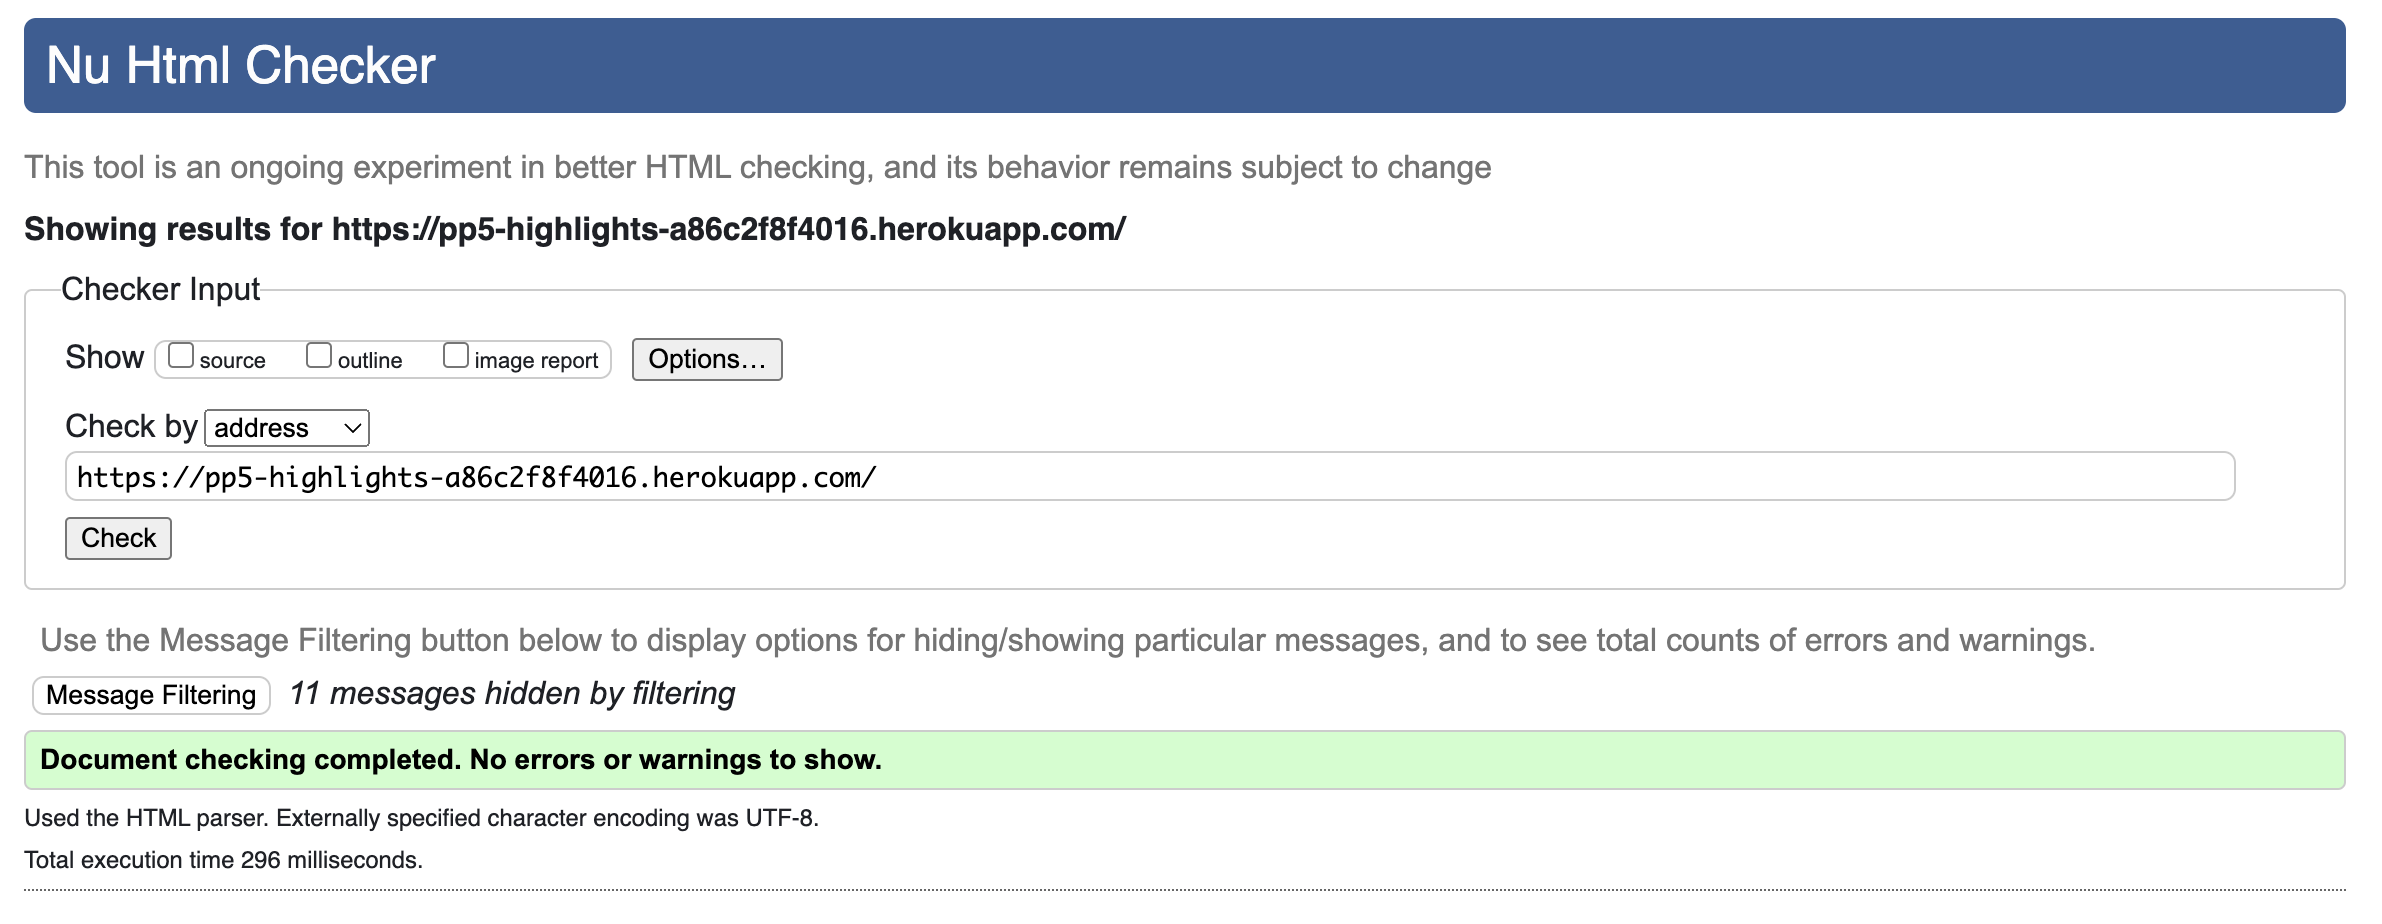 Nu Html Checker
This tool is an ongoing experiment in better HTML checking, and its behavior remains subject to change
Showing results for https://pp5-highlights-a86c2f8f4016.herokuapp.com/
Checker Input
Show source outline image report Options…
Check by address
https://pp5-highlights-a86c2f8f4016.herokuapp.com/
Check
Use the Message Filtering button below to display options for hiding/showing particular messages, and to see total counts of errors and warnings.
Message Filtering 11 messages hidden by filtering
Document checking completed. No errors or warnings to show.
Used the HTML parser. Externally specified character encoding was UTF-8.
Total execution time 296 milliseconds.